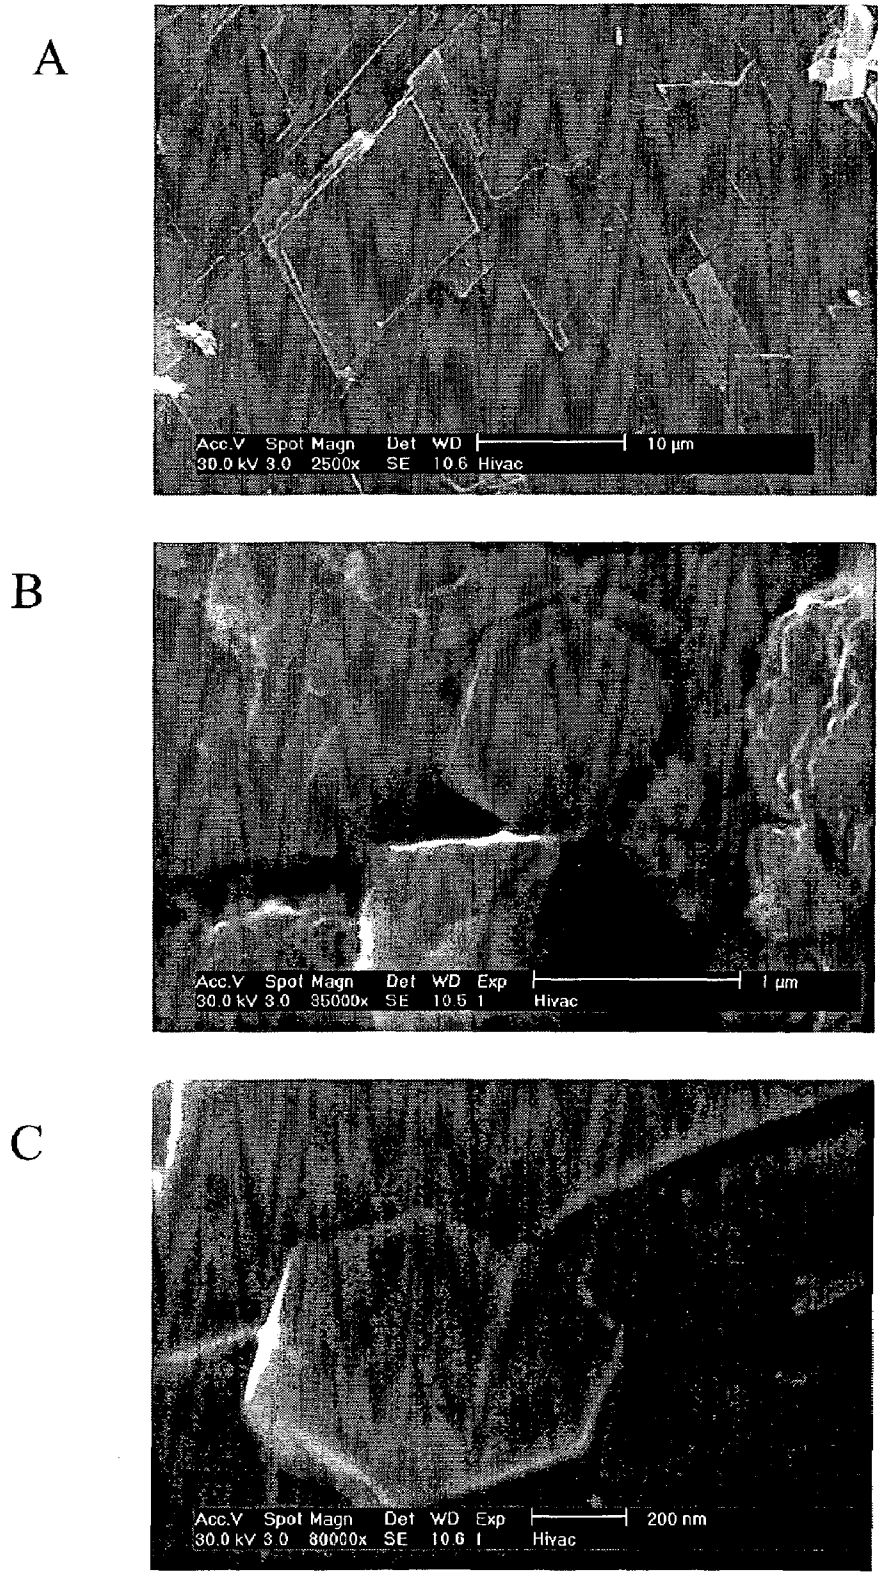 A
Acc.V Spot Magn Det WD 10 µm
30.0 kV 3.0 2500x SE 10.6 Hivac
B
Acc.V Spot Magn Det WD Exp 1 µm
30.0 kV 3.0 35000x SE 10.5 1 Hivac
C
Acc.V Spot Magn Det WD Exp 200 nm
30.0 kV 3.0 80000x SE 10.6 1 Hivac